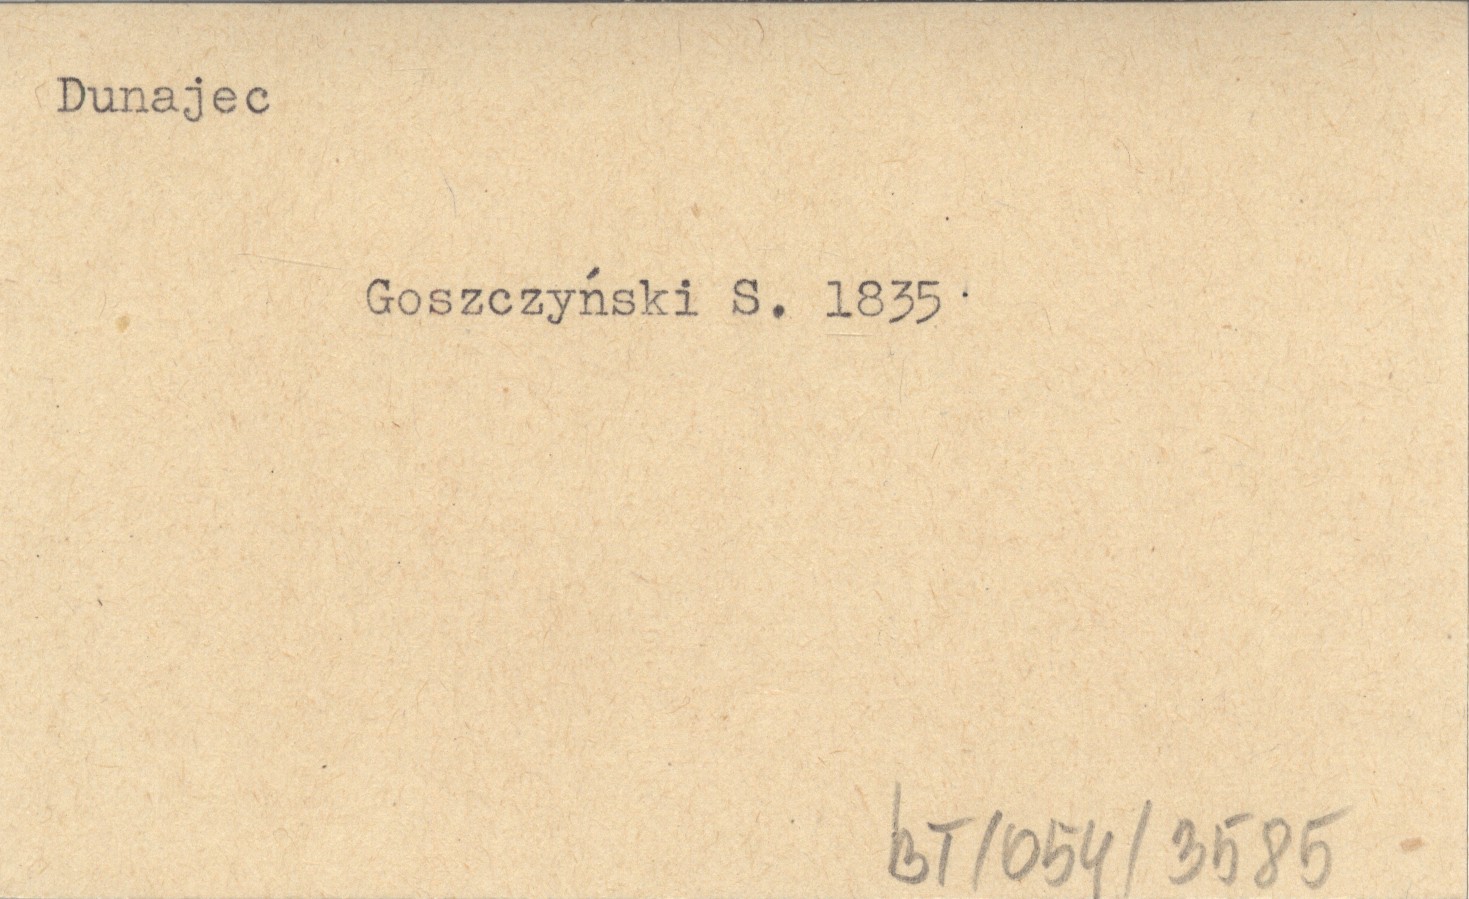 Dunajec
Goszczyński S. 1835
BT/054/3585